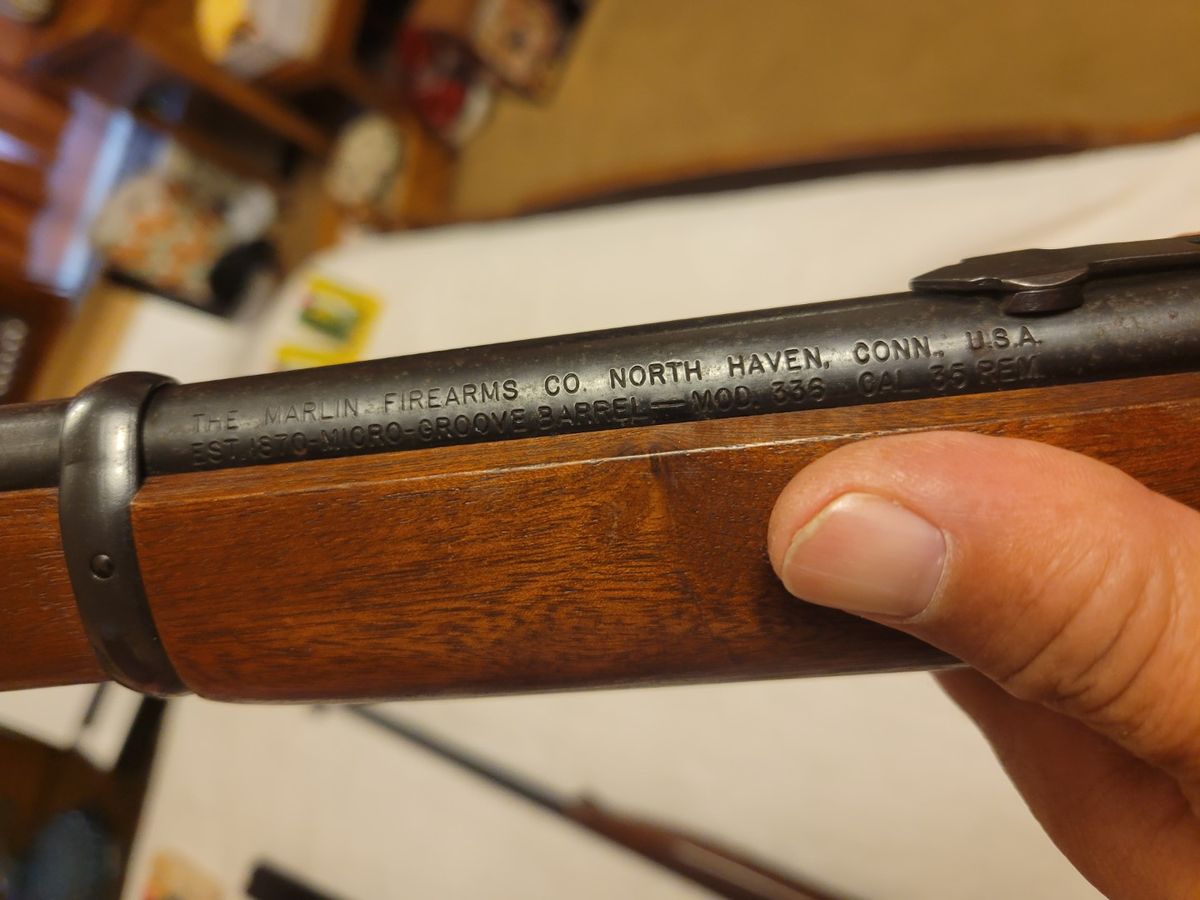 THE MARLIN FIREARMS CO. NORTH HAVEN, CONN., U.S.A.
EST. 1870-MICRO-GROOVE BARREL—MOD. 336 CAL. 35 REM.